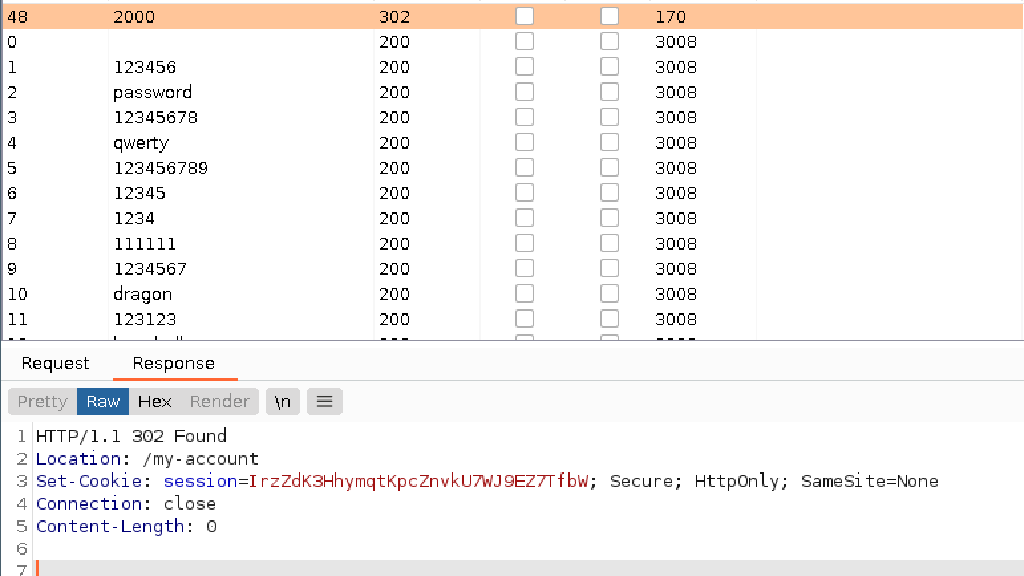 48 2000 302 170
0 200 3008
1 123456 200 3008
2 password 200 3008
3 12345678 200 3008
4 qwerty 200 3008
5 123456789 200 3008
6 12345 200 3008
7 1234 200 3008
8 111111 200 3008
9 1234567 200 3008
10 dragon 200 3008
11 123123 200 3008
Request Response
Pretty Raw Hex Render \n
1 HTTP/1.1 302 Found
2 Location: /my-account
3 Set-Cookie: session=IrzZdK3HhymqtKpcZnvkU7WJ9EZ7TfbW; Secure; HttpOnly; SameSite=None
4 Connection: close
5 Content-Length: 0
6
7